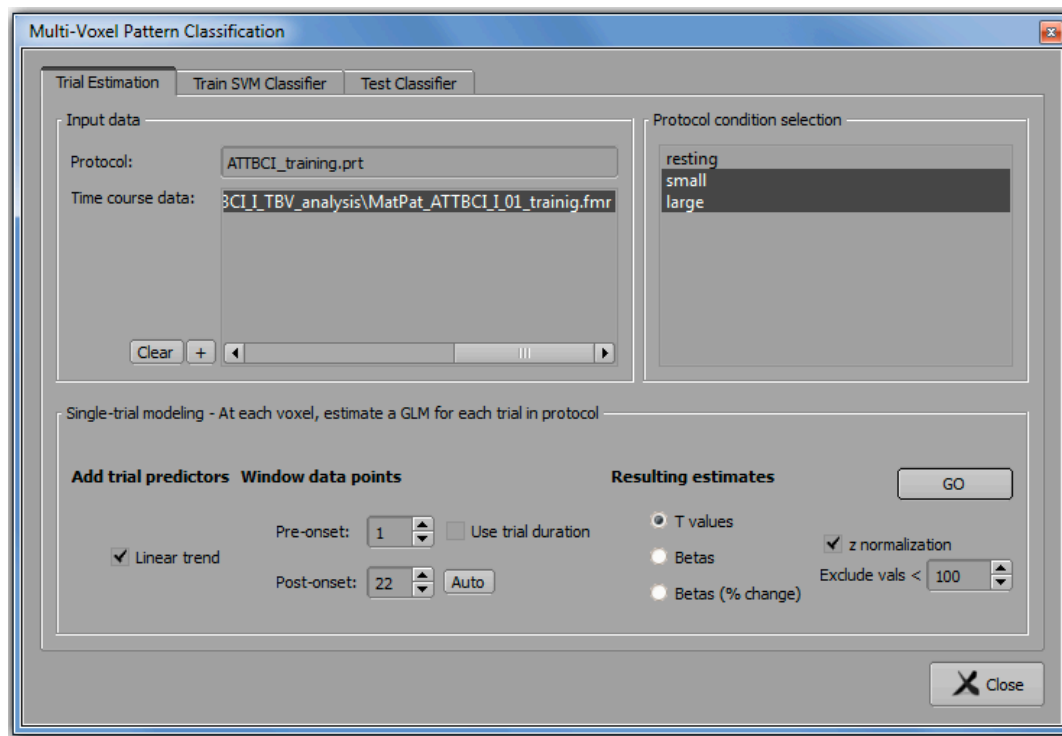 Multi-Voxel Pattern Classification
Trial Estimation Train SVM Classifier Test Classifier
Input data
Protocol: ATTBCI_training.prt
Time course data: BCI_I_TBV_analysis\MatPat_ATTBCI_I_01_trainig.fmr
Clear +
Protocol condition selection
resting
small
large
Single-trial modeling - At each voxel, estimate a GLM for each trial in protocol
Add trial predictors Window data points Resulting estimates GO
Pre-onset: 1 Use trial duration T values
Linear trend Betas z normalization
Post-onset: 22 Auto Betas (% change) Exclude vals < 100
Close